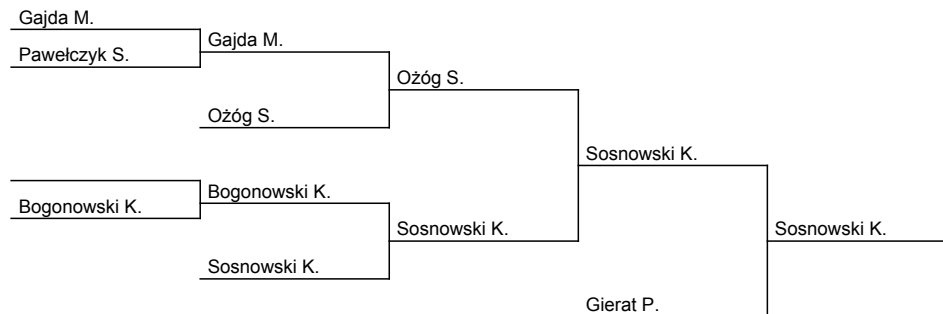 Gajda M.
Gajda M.
Pawełczyk S.
Ożóg S.
Ożóg S.
Sosnowski K.
Bogonowski K.
Bogonowski K.
Sosnowski K.
Sosnowski K.
Sosnowski K.
Gierat P.